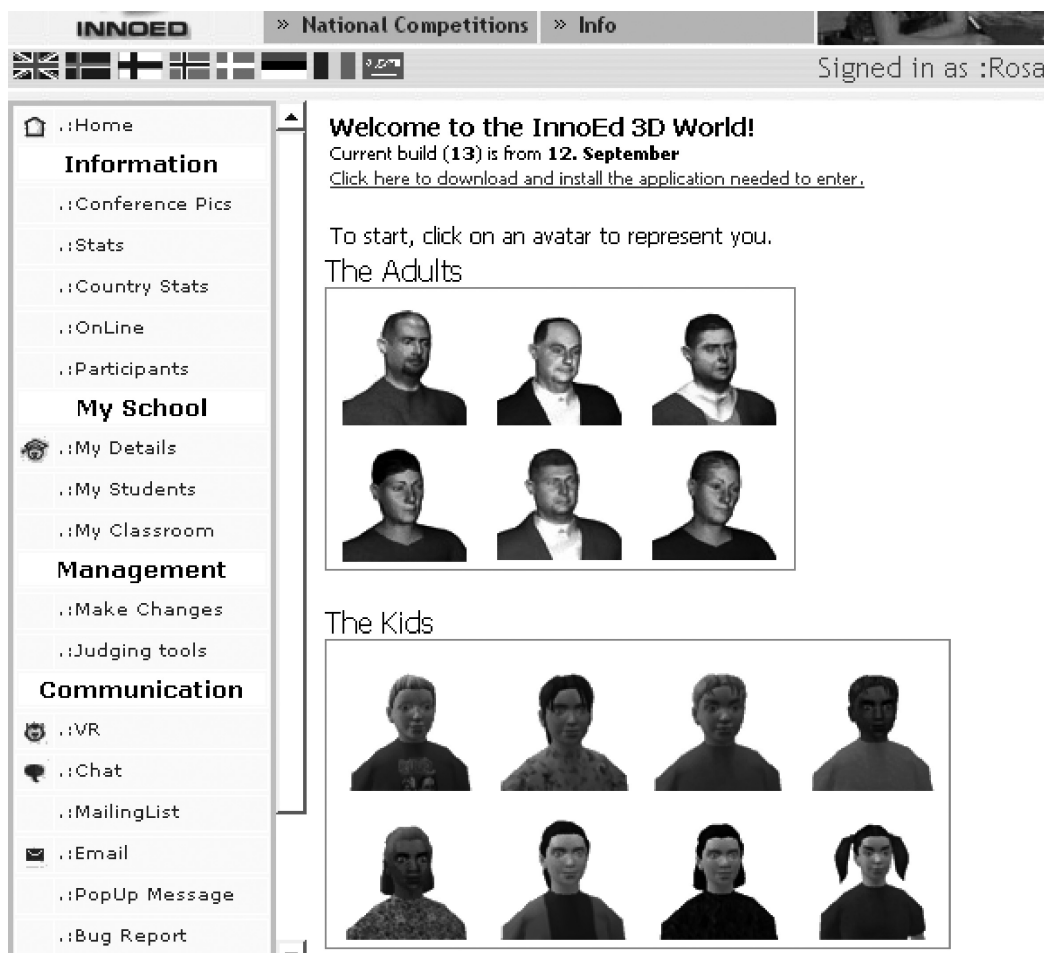 INNOED
» National Competitions » Info
Signed in as :Rosa
.:Home
Information
.:Conference Pics
.:Stats
.:Country Stats
.:OnLine
.:Participants
My School
.:My Details
.:My Students
.:My Classroom
Management
.:Make Changes
.:Judging tools
Communication
.:VR
.:Chat
.:MailingList
.:Email
.:PopUp Message
.:Bug Report
Welcome to the InnoEd 3D World!
Current build (13) is from 12. September
Click here to download and install the application needed to enter.
To start, click on an avatar to represent you.
The Adults
The Kids